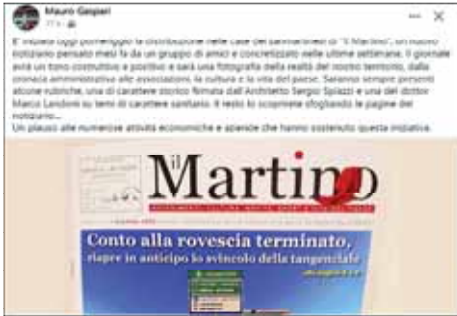 Mauro Gaspari
E' iniziata oggi pomeriggio la distribuzione nelle case dei sanmartinesi di "Il Martino", un nuovo
notiziario pensato mesi fa da un gruppo di amici e concretizzato nelle ultime settimane. Il giornale
avrà un tono costruttivo e positivo e sarà una fotografia della realtà del nostro territorio, dalla
cronaca amministrativa alle associazioni, la cultura e la vita del paese. Saranno sempre presenti
alcune rubriche, una di carattere storico firmata dall'Architetto Sergio Spiazzi e una del dottor
Marco Landoni su temi di carattere sanitario. Il resto lo scoprirete sfogliando le pagine del
notiziario...
Un plauso alle numerose attività economiche e aziende che hanno sostenuto questa iniziativa.
il Martino
Conto alla rovescia terminato,
riapre in anticipo lo svincolo della tangenziale